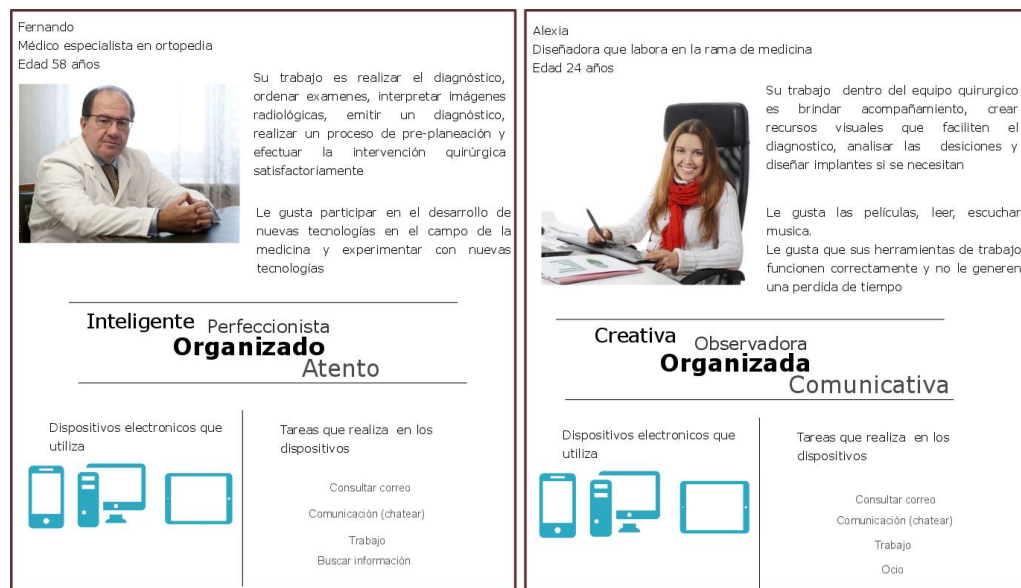 Fernando
Médico especialista en ortopedia
Edad 58 años
Su trabajo es realizar el diagnóstico,
ordenar examenes, interpretar imágenes
radiológicas, emitir un diagnóstico,
realizar un proceso de pre-planeación y
efectuar la intervención quirúrgica
satisfactoriamente
Le gusta participar en el desarrollo de
nuevas tecnologías en el campo de la
medicina y experimentar con nuevas
tecnologías
Inteligente Perfeccionista
Organizado
Atento
Dispositivos electronicos que
utiliza
Tareas que realiza en los
dispositivos
Consultar correo
Comunicación (chatear)
Trabajo
Buscar información
Alexia
Diseñadora que labora en la rama de medicina
Edad 24 años
Su trabajo dentro del equipo quirurgico
es brindar acompañamiento, crear
recursos visuales que faciliten el
diagnostico, analisar las desiciones y
diseñar implantes si se necesitan
Le gusta las películas, leer, escuchar
musica.
Le gusta que sus herramientas de trabajo
funcionen correctamente y no le generen
una perdida de tiempo
Creativa Observadora
Organizada
Comunicativa
Dispositivos electronicos que
utiliza
Tareas que realiza en los
dispositivos
Consultar correo
Comunicación (chatear)
Trabajo
Ocio